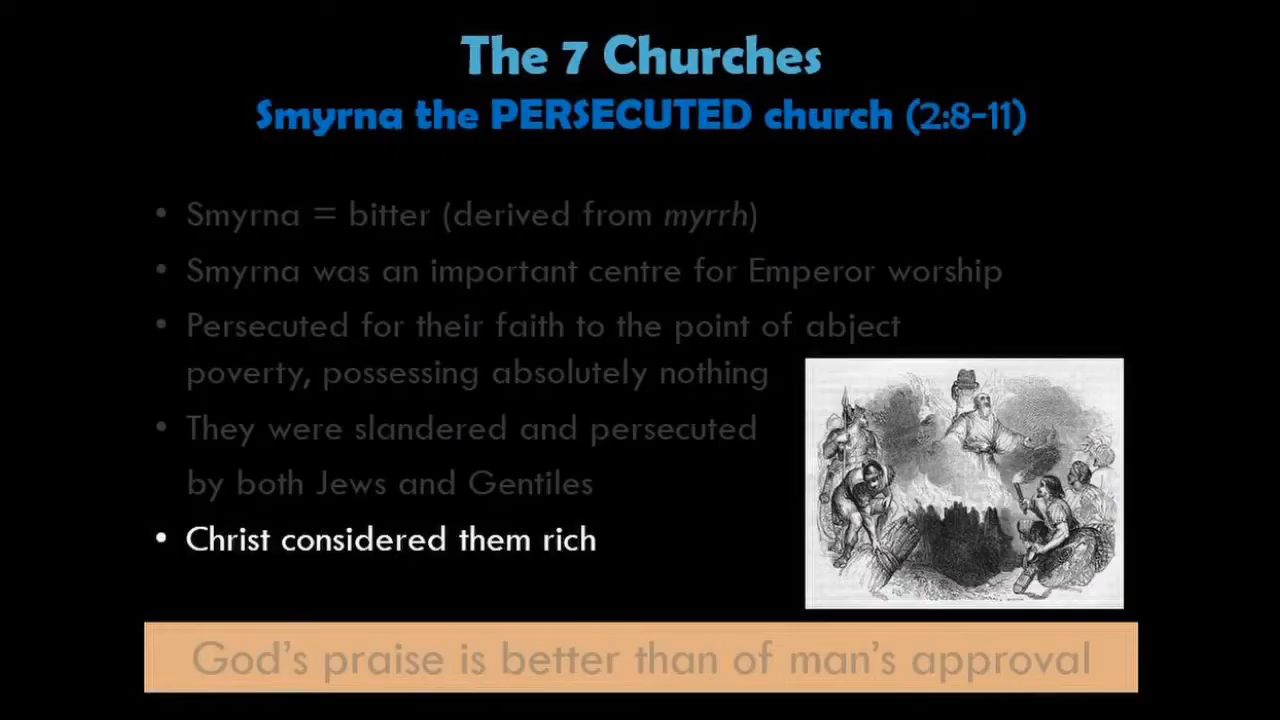 The 7 Churches
Smyrna the PERSECUTED church (2:8-11)
• Smyrna = bitter (derived from myrrh)
• Smyrna was an important centre for Emperor worship
• Persecuted for their faith to the point of abject
poverty, possessing absolutely nothing
• They were slandered and persecuted
by both Jews and Gentiles
• Christ considered them rich
God's praise is better than of man's approval